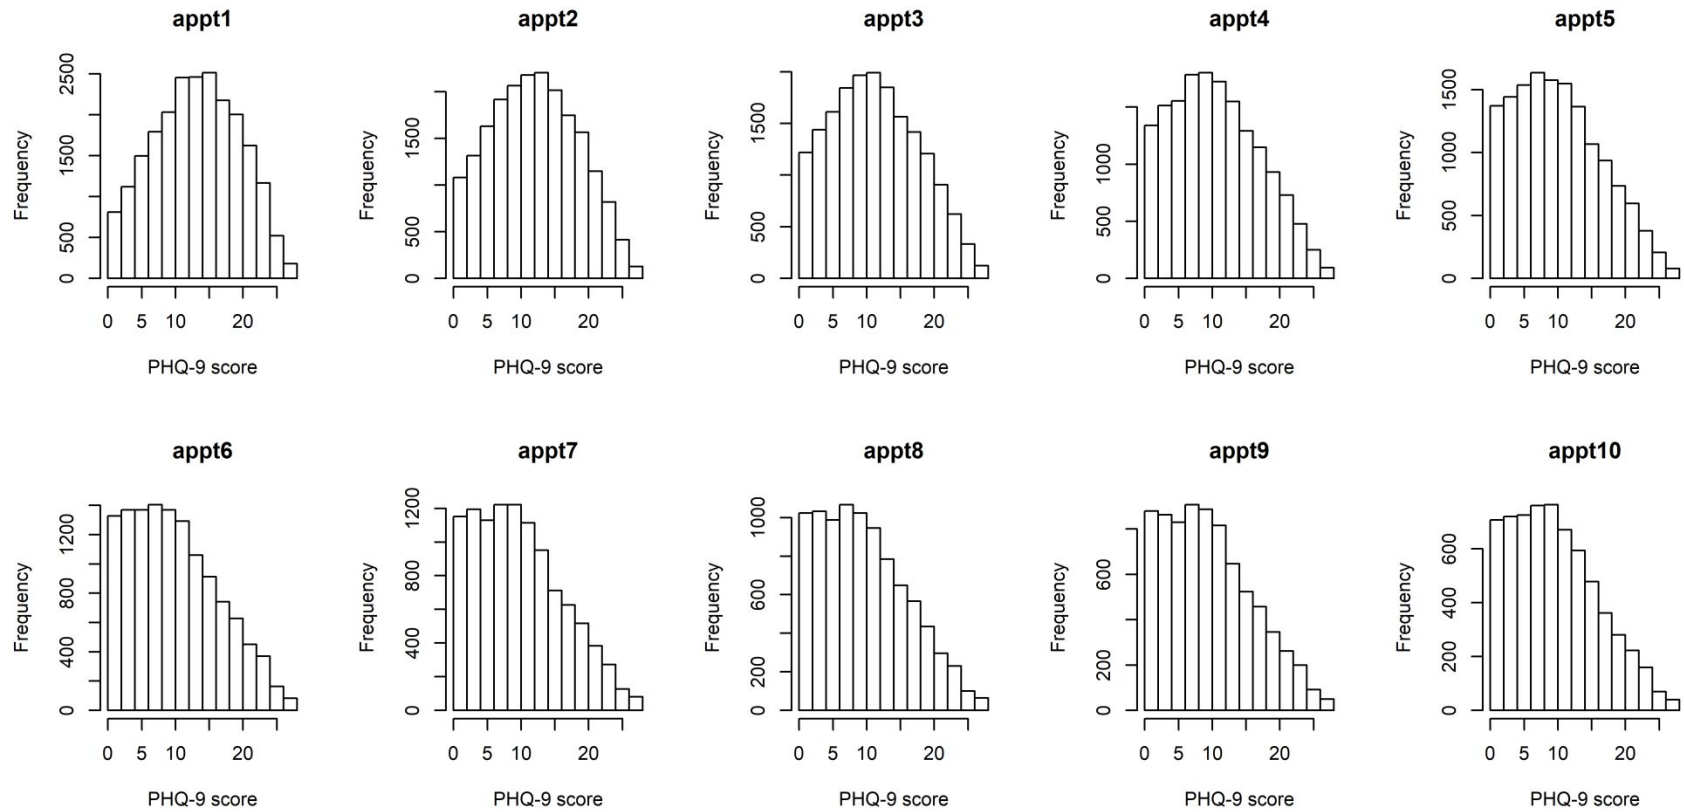 appt1 appt2 appt3 appt4 appt5
Frequency 0 500 1500 2500
Frequency 0 500 1500
Frequency 0 500 1500
Frequency 0 500 1000
Frequency 0 500 1000 1500
0 5 10 20 0 5 10 20 0 5 10 20 0 5 10 20 0 5 10 20
PHQ-9 score PHQ-9 score PHQ-9 score PHQ-9 score PHQ-9 score
appt6 appt7 appt8 appt9 appt10
Frequency 0 400 800 1200
Frequency 0 400 800 1200
Frequency 0 200 600 1000
Frequency 0 200 600
Frequency 0 200 400 600
0 5 10 20 0 5 10 20 0 5 10 20 0 5 10 20 0 5 10 20
PHQ-9 score PHQ-9 score PHQ-9 score PHQ-9 score PHQ-9 score